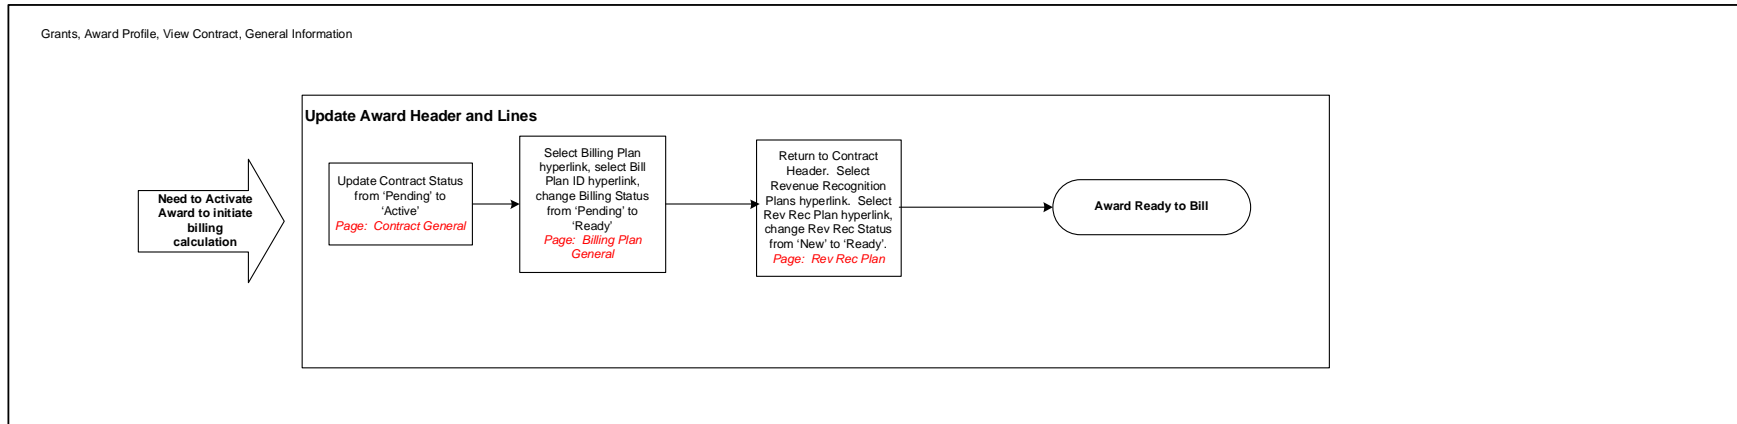 Grants, Award Profile, View Contract, General Information
Update Award Header and Lines
Need to Activate
Award to initiate
billing
calculation
Update Contract Status
from ‘Pending’ to
‘Active’
Page:  Contract General
Select Billing Plan
hyperlink, select Bill
Plan ID hyperlink,
change Billing Status
from ‘Pending’ to
‘Ready’
Page:  Billing Plan
General
Return to Contract
Header.  Select
Revenue Recognition
Plans hyperlink.  Select
Rev Rec Plan hyperlink,
change Rev Rec Status
from ‘New’ to ‘Ready’.
Page:  Rev Rec Plan
Award Ready to Bill